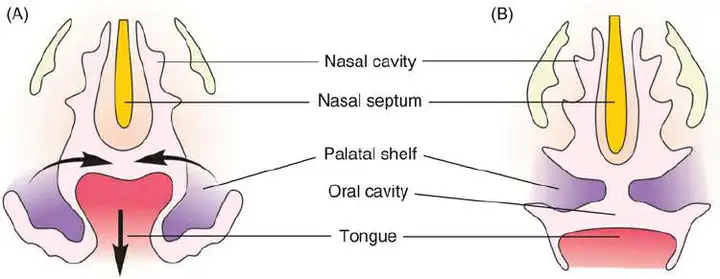 (A)
(B)
Nasal cavity
Nasal septum
Palatal shelf
Oral cavity
Tongue